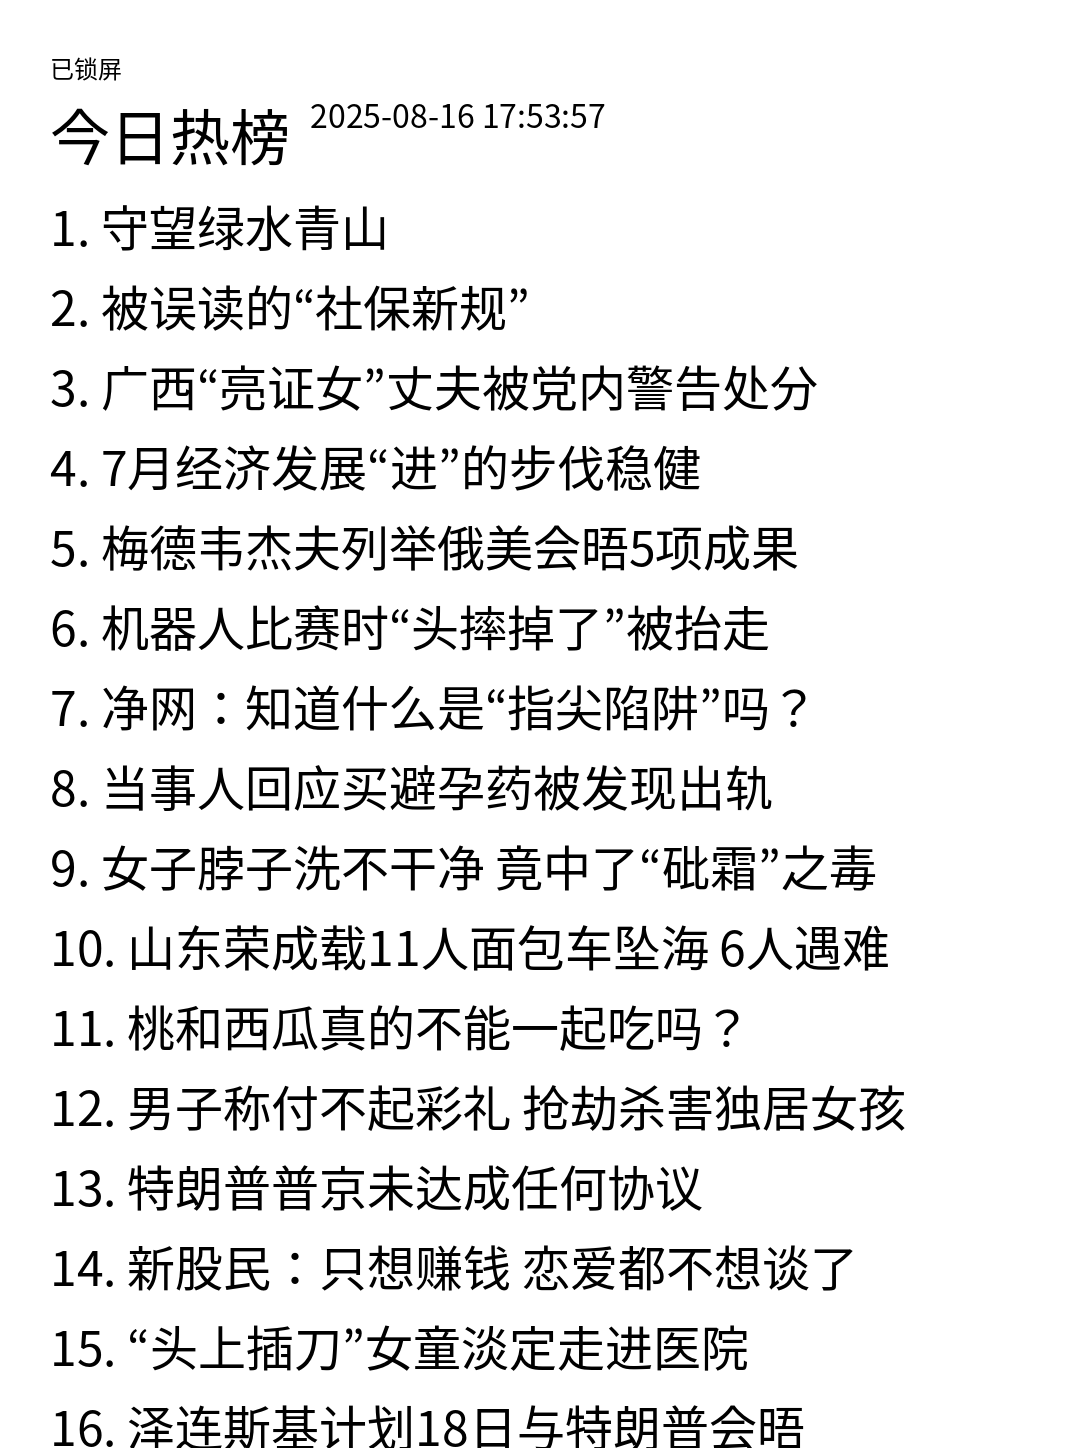 已锁屏
今日热榜 2025-08-16 17:53:57
1. 守望绿水青山
2. 被误读的“社保新规”
3. 广西“亮证女”丈夫被党内警告处分
4. 7月经济发展“进”的步伐稳健
5. 梅德韦杰夫列举俄美会晤5项成果
6. 机器人比赛时“头摔掉了”被抬走
7. 净网：知道什么是“指尖陷阱”吗？
8. 当事人回应买避孕药被发现出轨
9. 女子脖子洗不干净 竟中了“砒霜”之毒
10. 山东荣成载11人面包车坠海 6人遇难
11. 桃和西瓜真的不能一起吃吗？
12. 男子称付不起彩礼 抢劫杀害独居女孩
13. 特朗普普京未达成任何协议
14. 新股民：只想赚钱 恋爱都不想谈了
15. “头上插刀”女童淡定走进医院
16. 泽连斯基计划18日与特朗普会晤